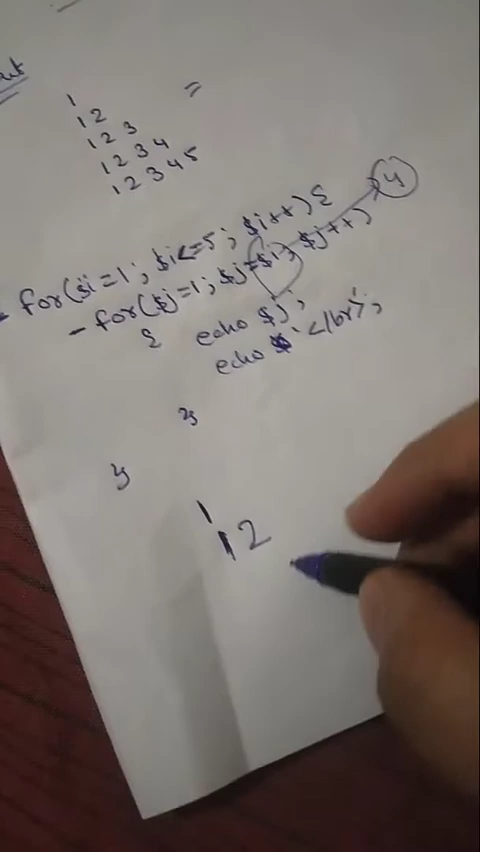 =
1
1 2
1 2 3
1 2 3 4
1 2 3 4 5
4
- for($i=1; $i<=5; $i++){
- for($j=1; $j=$i; $j++)
{ echo $j;
echo '</br>';
}
}
1
1 2